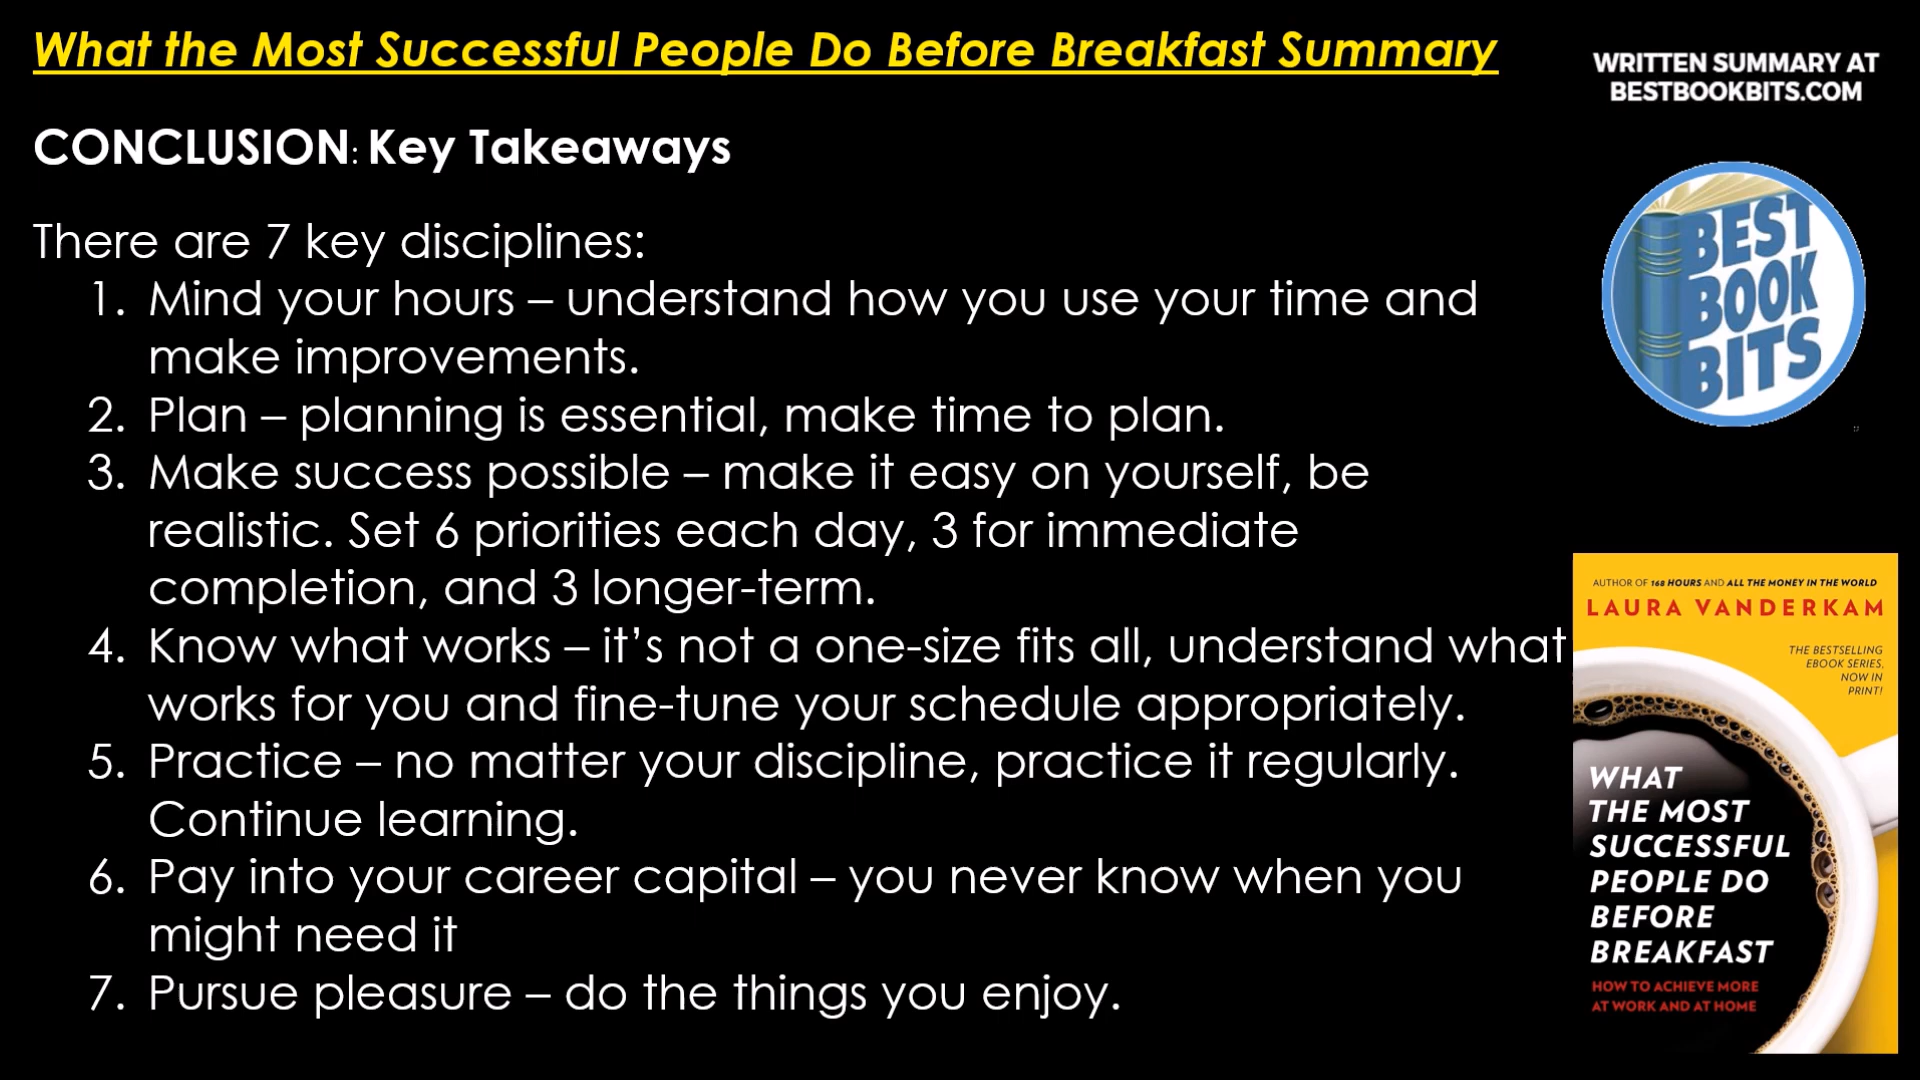 What the Most Successful People Do Before Breakfast Summary
WRITTEN SUMMARY AT
BESTBOOKBITS.COM
CONCLUSION: Key Takeaways
There are 7 key disciplines:
1. Mind your hours – understand how you use your time and
make improvements.
2. Plan – planning is essential, make time to plan.
3. Make success possible – make it easy on yourself, be
realistic. Set 6 priorities each day, 3 for immediate
completion, and 3 longer-term.
4. Know what works – it’s not a one-size fits all, understand what
works for you and fine-tune your schedule appropriately.
5. Practice – no matter your discipline, practice it regularly.
Continue learning.
6. Pay into your career capital – you never know when you
might need it
7. Pursue pleasure – do the things you enjoy.
BEST
BOOK
BITS
AUTHOR OF 168 HOURS AND ALL THE MONEY IN THE WORLD
LAURA VANDERKAM
THE BESTSELLING
EBOOK SERIES,
NOW IN
PRINT!
WHAT
THE MOST
SUCCESSFUL
PEOPLE DO
BEFORE
BREAKFAST
HOW TO ACHIEVE MORE
AT WORK AND AT HOME